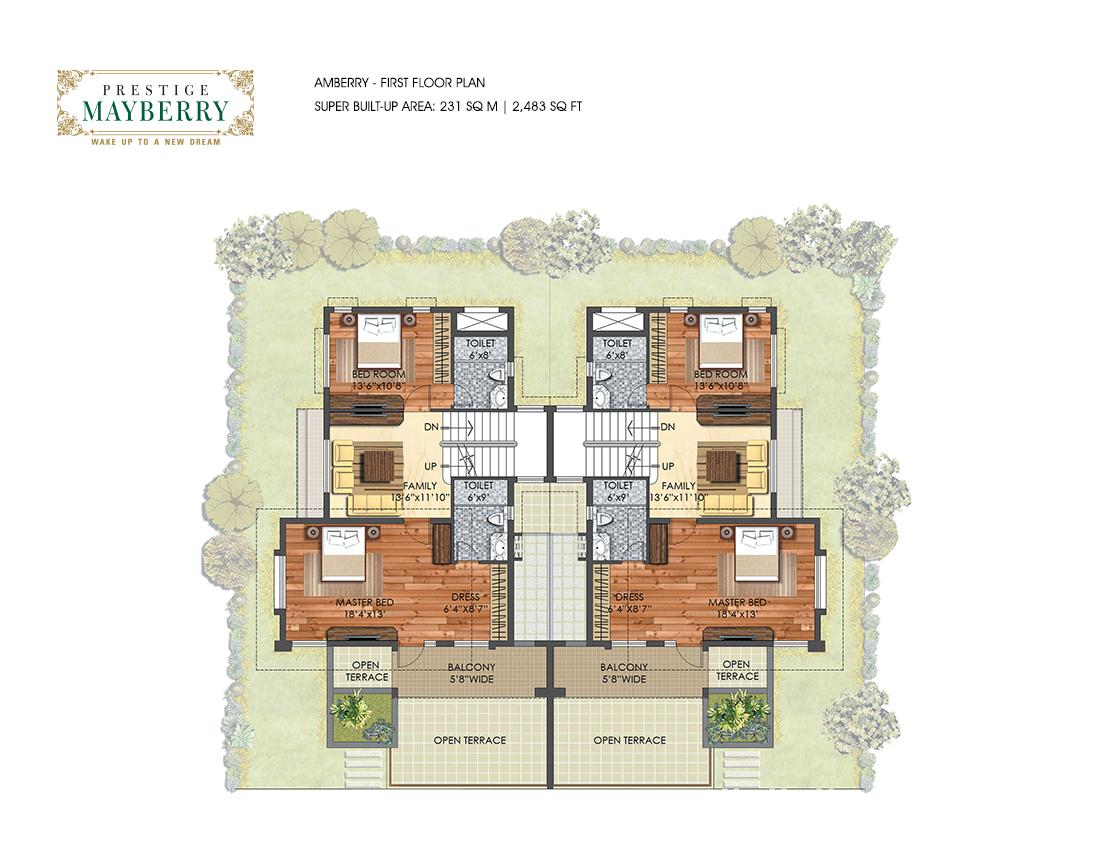 PRESTIGE
MAYBERRY
WAKE UP TO A NEW DREAM
AMBERRY - FIRST FLOOR PLAN
SUPER BUILT-UP AREA: 231 SQ M | 2,483 SQ FT
TOILET
6'x8'
TOILET
6'x8'
BED ROOM
13'6"x10'8"
BED ROOM
13'6"x10'8"
DN
DN
UP
UP
FAMILY
13'6"x11'10"
TOILET
6'x9'
TOILET
6'x9'
FAMILY
13'6"x11'10"
MASTER BED
18'4'x13'
DRESS
6'4"X8'7"
DRESS
6'4"X8'7"
MASTER BED
18'4'x13'
OPEN
TERRACE
BALCONY
5'8"WIDE
BALCONY
5'8"WIDE
OPEN
TERRACE
OPEN TERRACE
OPEN TERRACE